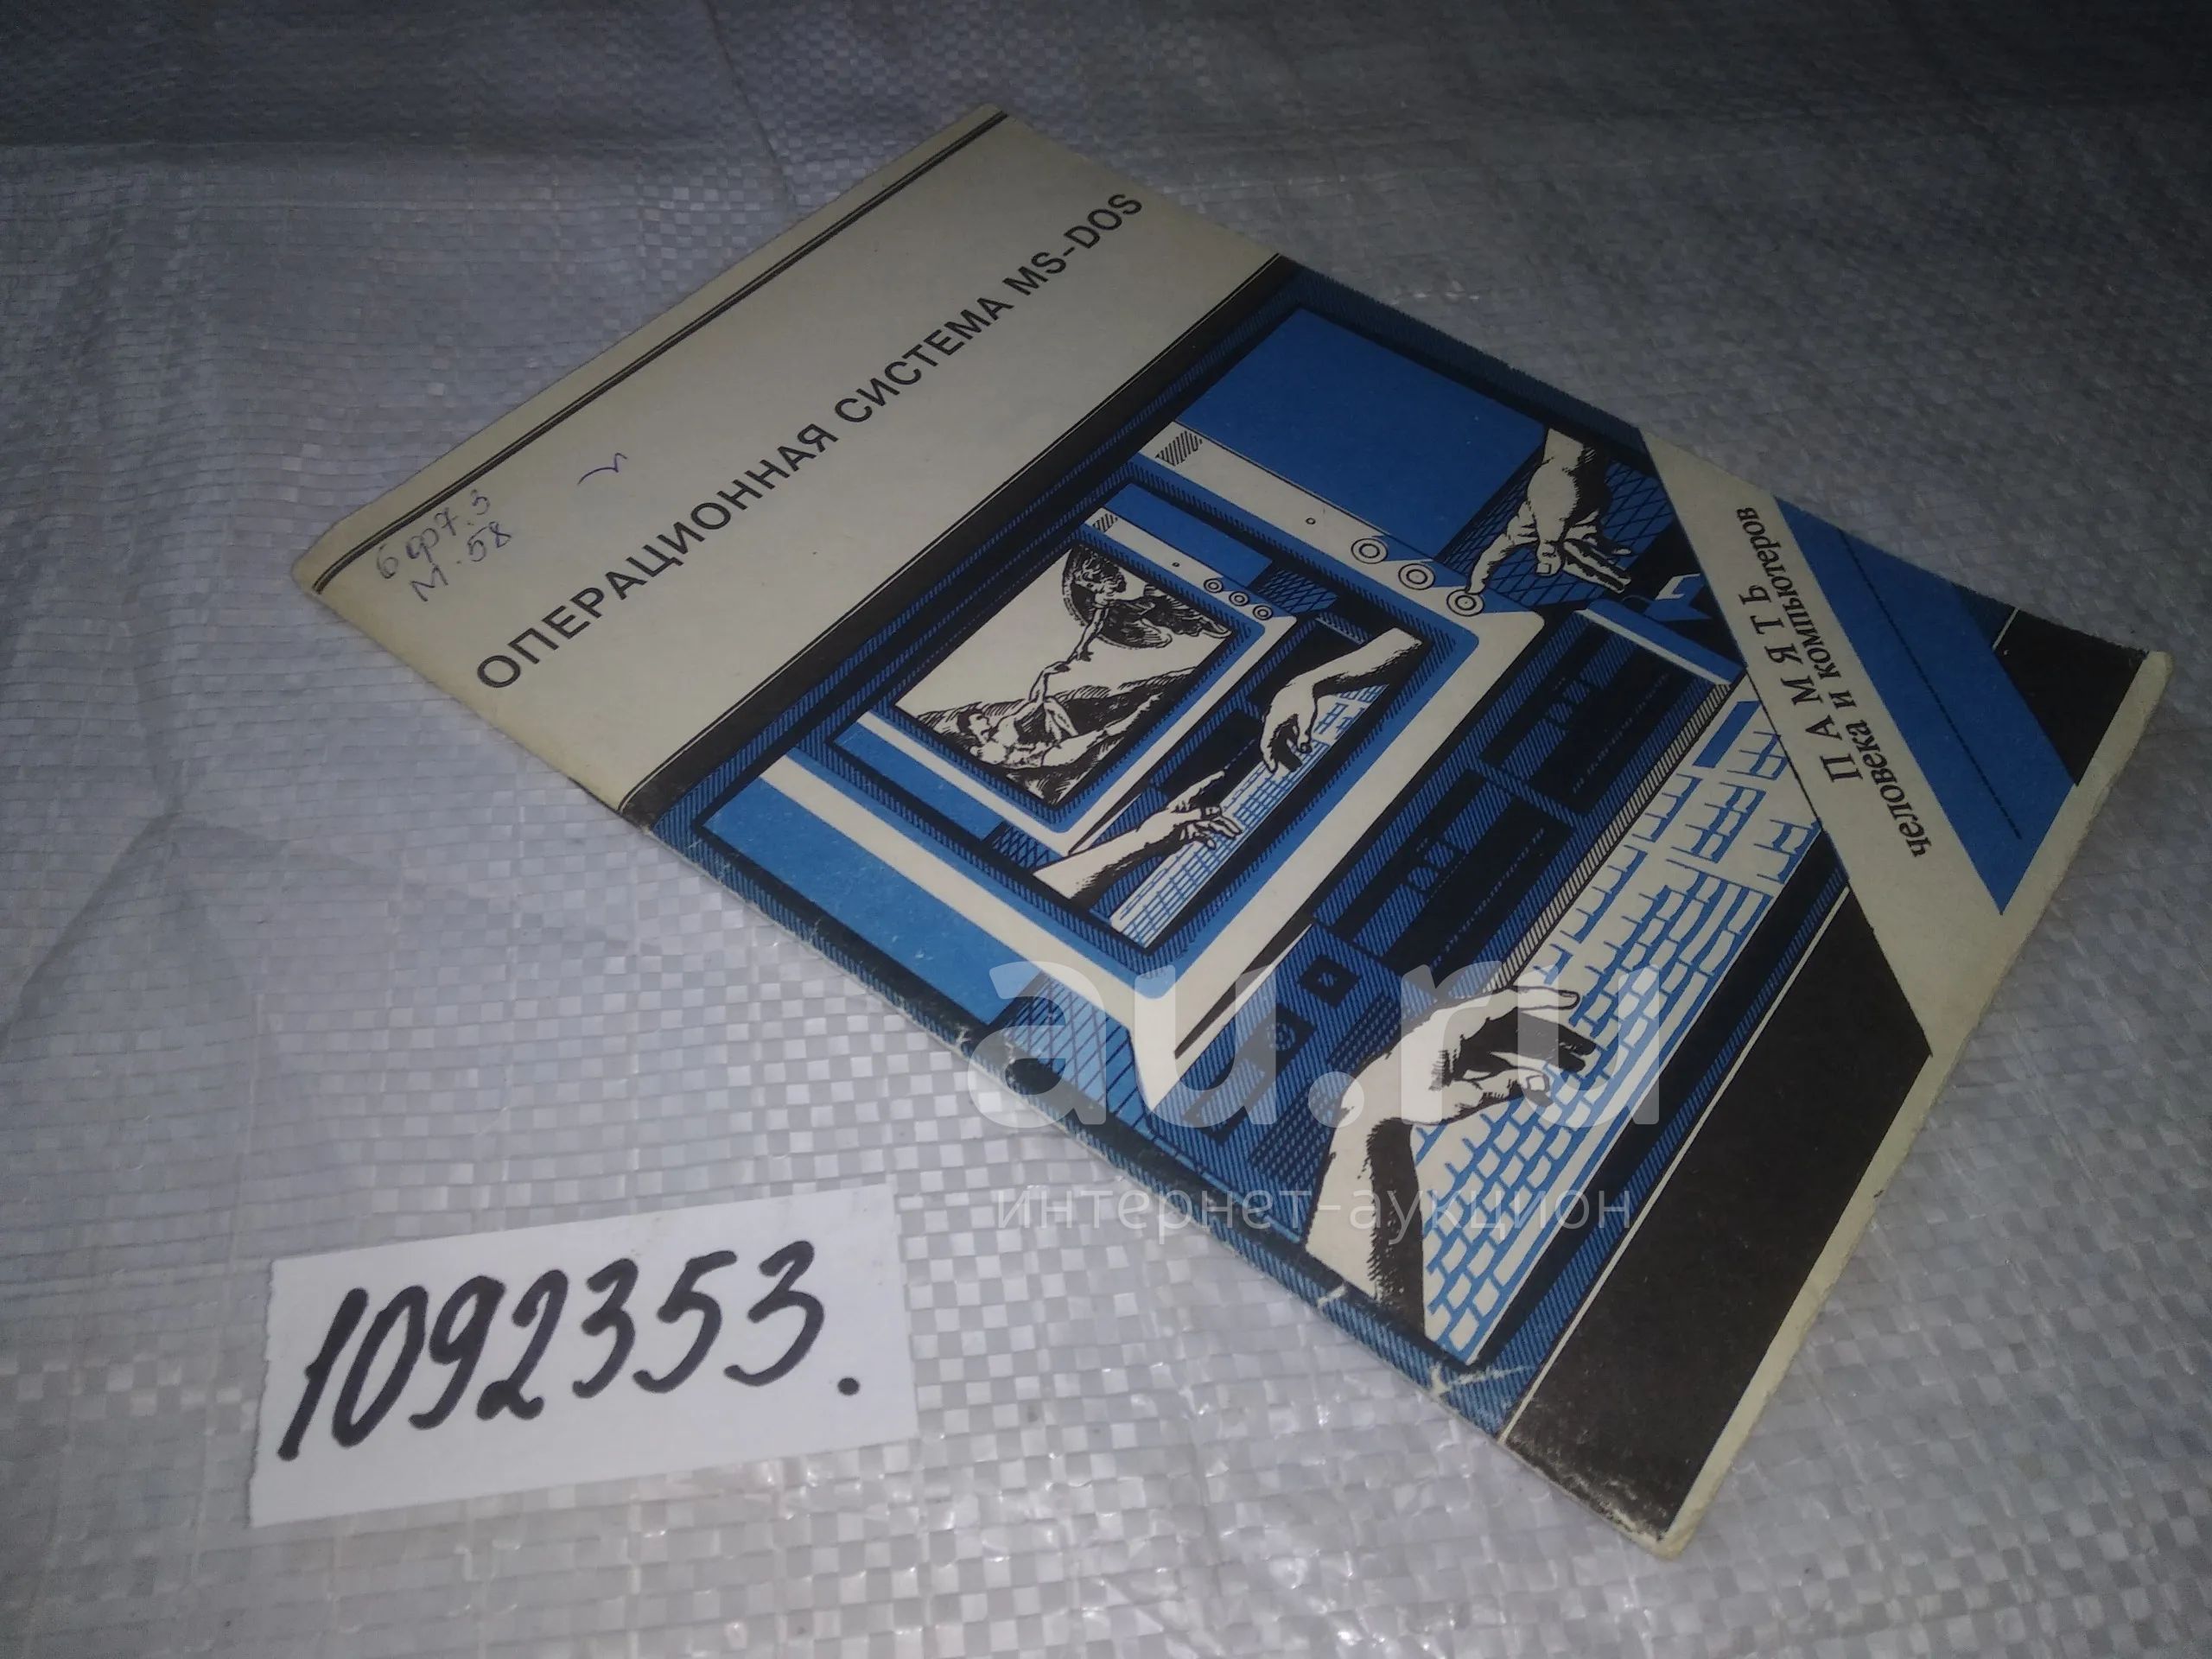 6ф7.3
М.58
ОПЕРАЦИОННАЯ СИСТЕМА MS-DOS
ПАМЯТЬ
человека и компьютеров
au.ru
интернет-аукцион
1092353.